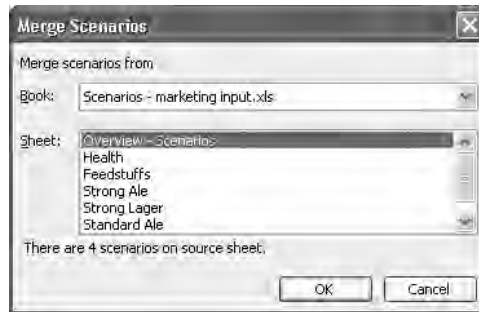 Merge Scenarios
Merge scenarios from
Book: Scenarios - marketing input.xls
Sheet: Overview - Scenarios
Health
Feedstuffs
Strong Ale
Strong Lager
Standard Ale
There are 4 scenarios on source sheet.
OK Cancel